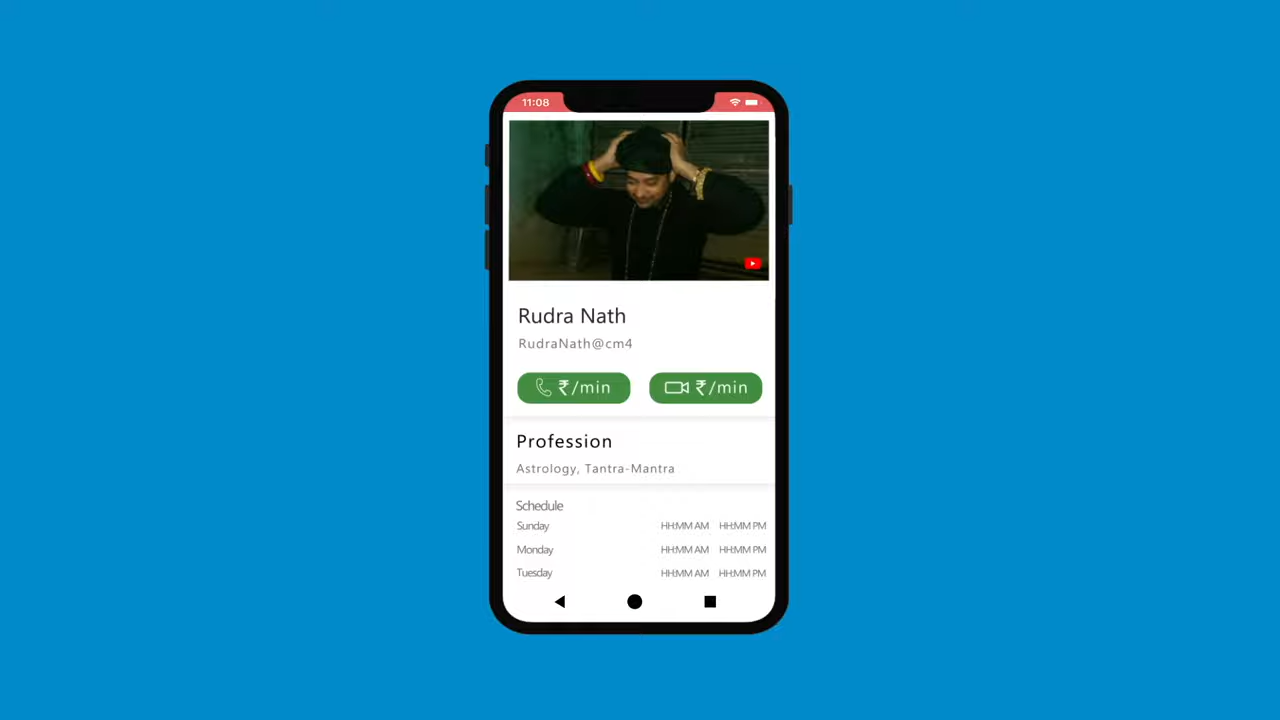 11:08
Rudra Nath
RudraNath@cm4
₹/min ₹/min
Profession
Astrology, Tantra-Mantra
Schedule
Sunday HH:MM AM HH:MM PM
Monday HH:MM AM HH:MM PM
Tuesday HH:MM AM HH:MM PM